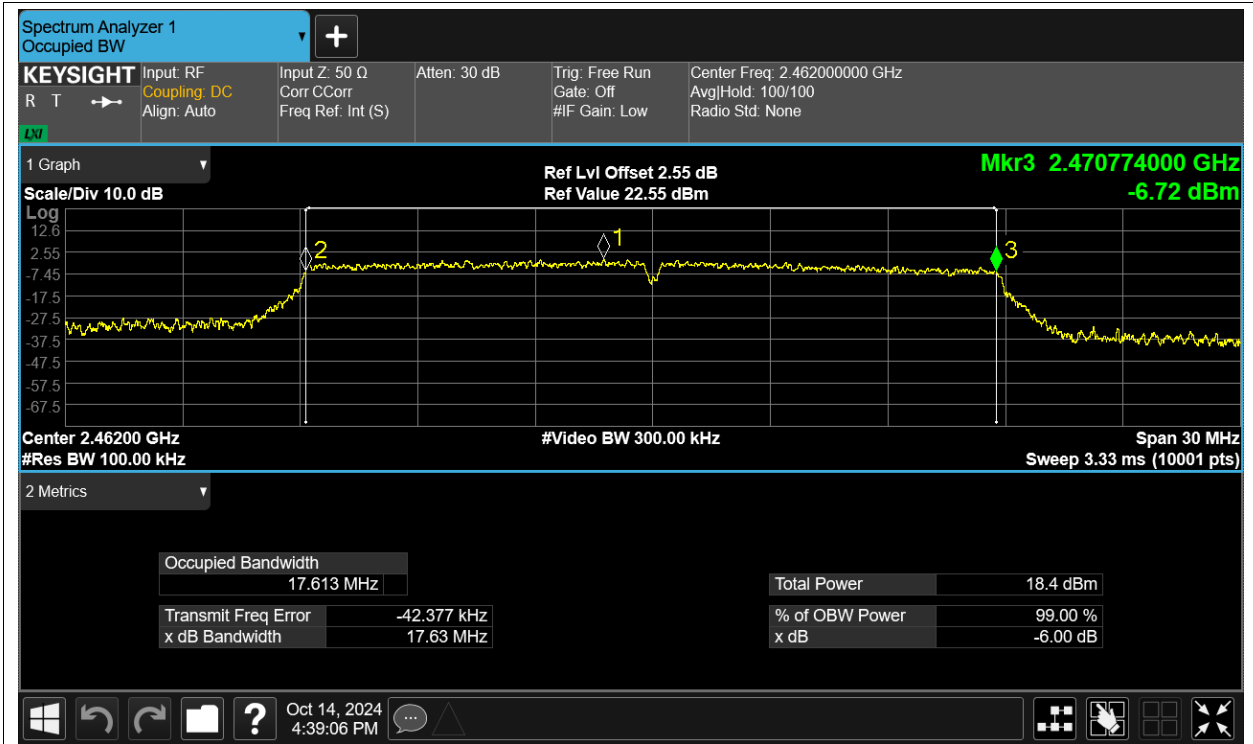 Spectrum Analyzer 1
Occupied BW
+
KEYSIGHT
R T
LXI
Input: RF
Coupling: DC
Align: Auto
Input Z: 50 Ω
Corr CCorr
Freq Ref: Int (S)
Atten: 30 dB
Trig: Free Run
Gate: Off
#IF Gain: Low
Center Freq: 2.462000000 GHz
Avg|Hold: 100/100
Radio Std: None
1 Graph
Scale/Div 10.0 dB
Ref Lvl Offset 2.55 dB
Ref Value 22.55 dBm
Mkr3 2.470774000 GHz
-6.72 dBm
Log
12.6
2.55
-7.45
-17.5
-27.5
-37.5
-47.5
-57.5
-67.5
2
1
3
Center 2.46200 GHz
#Res BW 100.00 kHz
#Video BW 300.00 kHz
Span 30 MHz
Sweep 3.33 ms (10001 pts)
2 Metrics
Occupied Bandwidth
17.613 MHz
Transmit Freq Error -42.377 kHz
x dB Bandwidth 17.63 MHz
Total Power 18.4 dBm
% of OBW Power 99.00 %
x dB -6.00 dB
?
Oct 14, 2024
4:39:06 PM